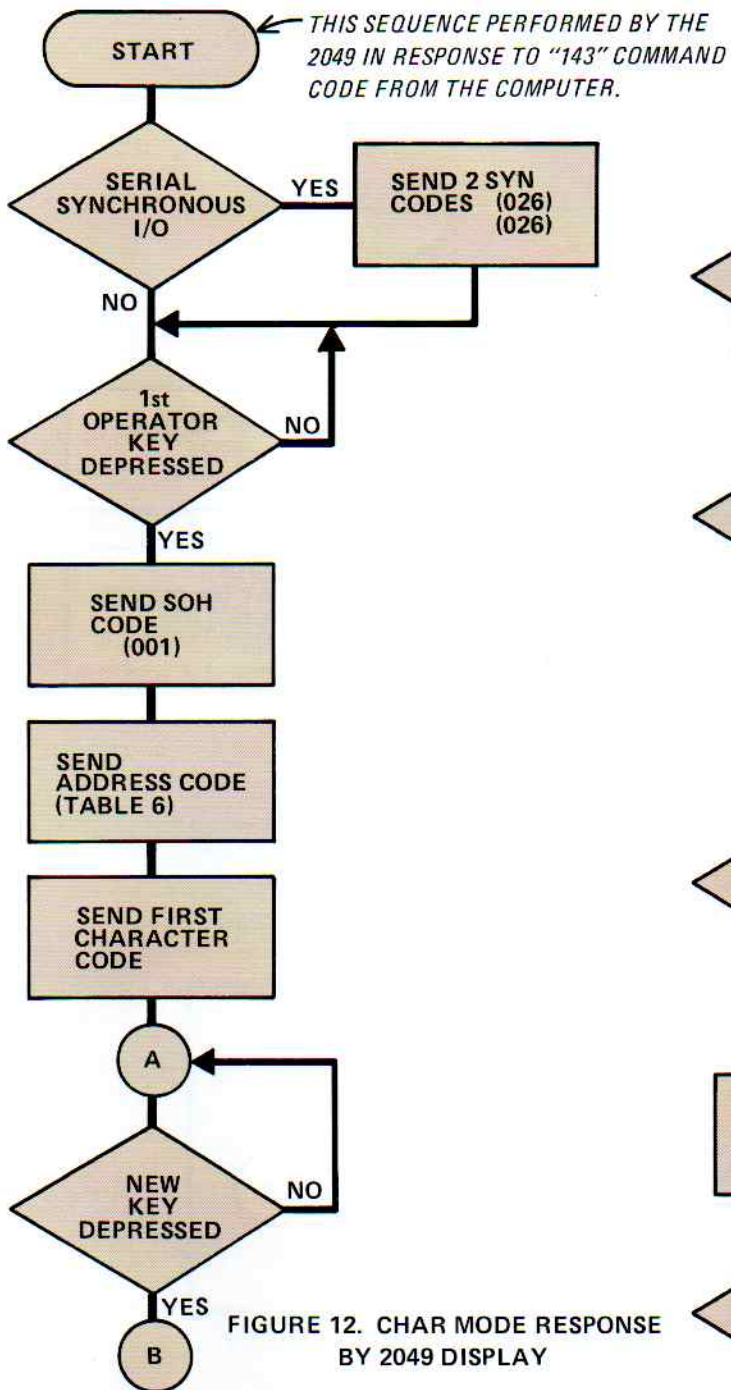 START
THIS SEQUENCE PERFORMED BY THE
2049 IN RESPONSE TO "143" COMMAND
CODE FROM THE COMPUTER.
SERIAL
SYNCHRONOUS
I/O
YES
SEND 2 SYN
CODES (026)
(026)
NO
1st
OPERATOR
KEY
DEPRESSED
NO
YES
SEND SOH
CODE
(001)
SEND
ADDRESS CODE
(TABLE 6)
SEND FIRST
CHARACTER
CODE
A
NEW
KEY
DEPRESSED
NO
YES
B
FIGURE 12. CHAR MODE RESPONSE
BY 2049 DISPLAY